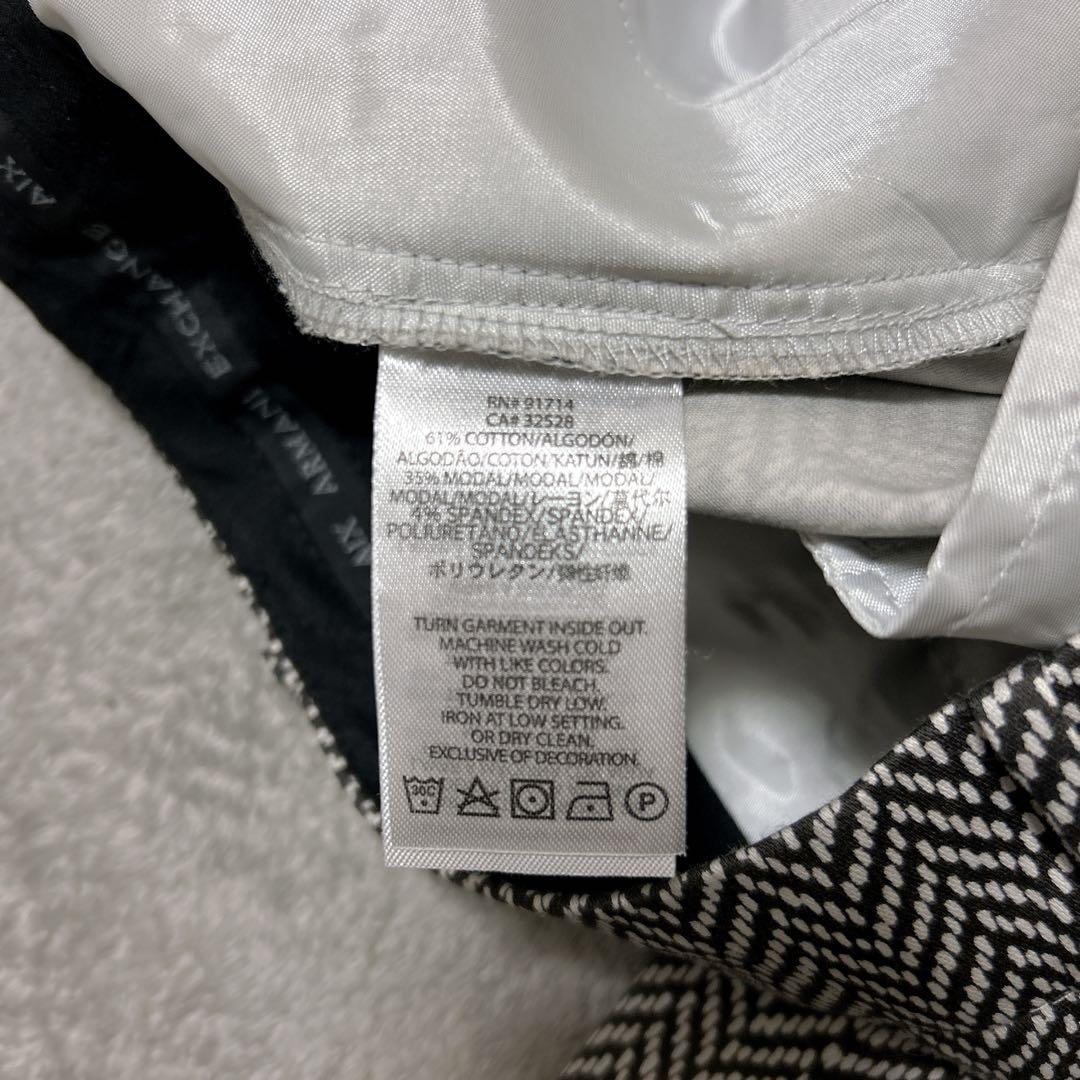 A|X
ARMANI EXCHANGE
A|X
RN# 91714
CA# 32528
61% COTTON/ALGODÓN/
ALGODÃO/COTON/KATUN/綿/棉
35% MODAL/MODAL/MODAL/
MODAL/MODAL/レーヨン/莫代尔
4% SPANDEX/SPANDEX/
POLIURETANO/ELASTHANNE/
SPANDEKS/
ポリウレタン/弹性纤维
TURN GARMENT INSIDE OUT.
MACHINE WASH COLD
WITH LIKE COLORS.
DO NOT BLEACH.
TUMBLE DRY LOW.
IRON AT LOW SETTING.
OR DRY CLEAN.
EXCLUSIVE OF DECORATION.
30C
P